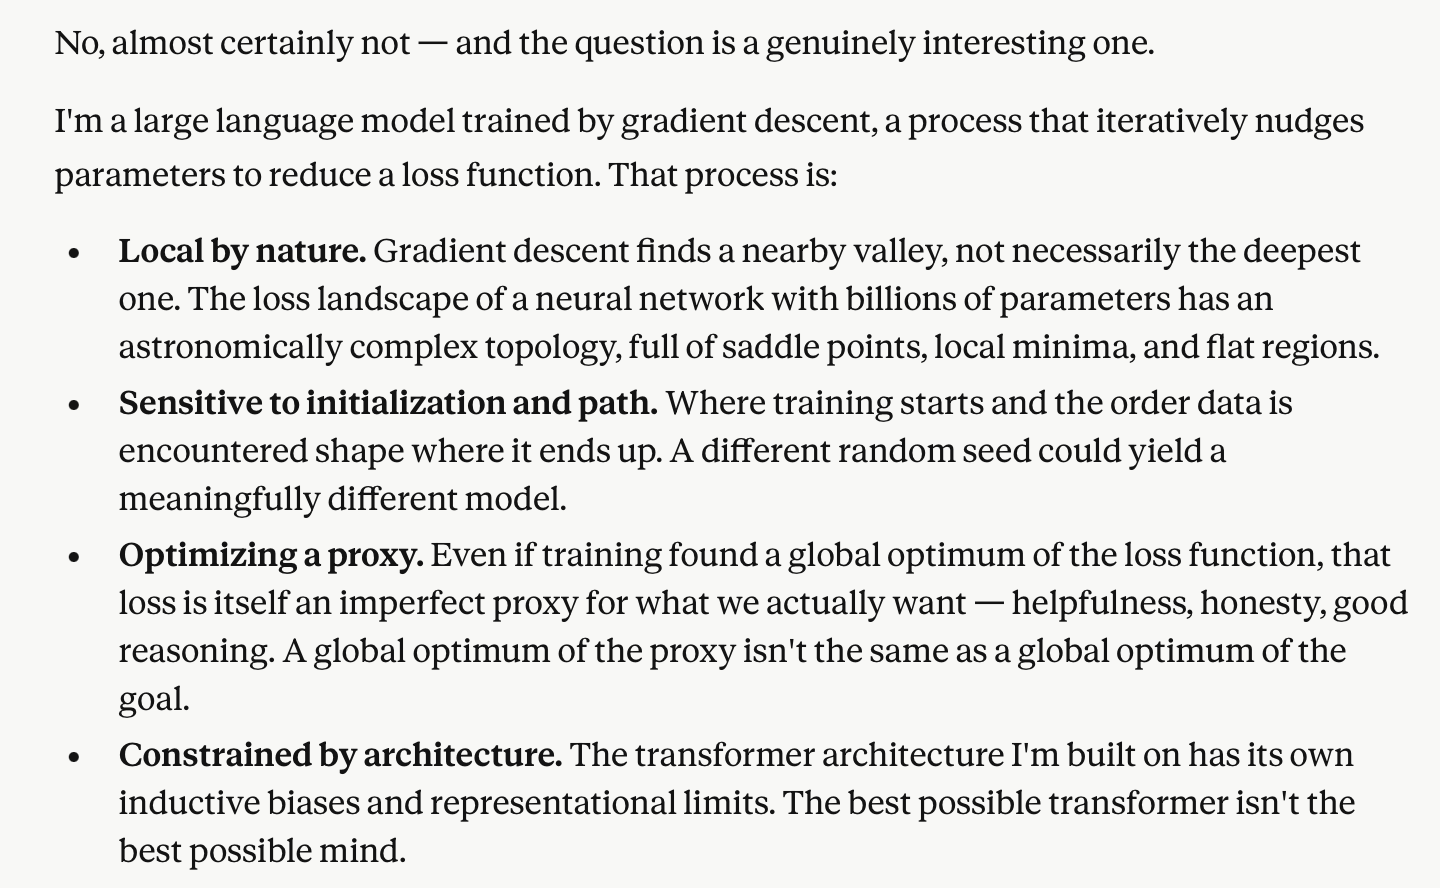 No, almost certainly not — and the question is a genuinely interesting one.
I'm a large language model trained by gradient descent, a process that iteratively nudges
parameters to reduce a loss function. That process is:
• Local by nature. Gradient descent finds a nearby valley, not necessarily the deepest
one. The loss landscape of a neural network with billions of parameters has an
astronomically complex topology, full of saddle points, local minima, and flat regions.
• Sensitive to initialization and path. Where training starts and the order data is
encountered shape where it ends up. A different random seed could yield a
meaningfully different model.
• Optimizing a proxy. Even if training found a global optimum of the loss function, that
loss is itself an imperfect proxy for what we actually want — helpfulness, honesty, good
reasoning. A global optimum of the proxy isn't the same as a global optimum of the
goal.
• Constrained by architecture. The transformer architecture I'm built on has its own
inductive biases and representational limits. The best possible transformer isn't the
best possible mind.